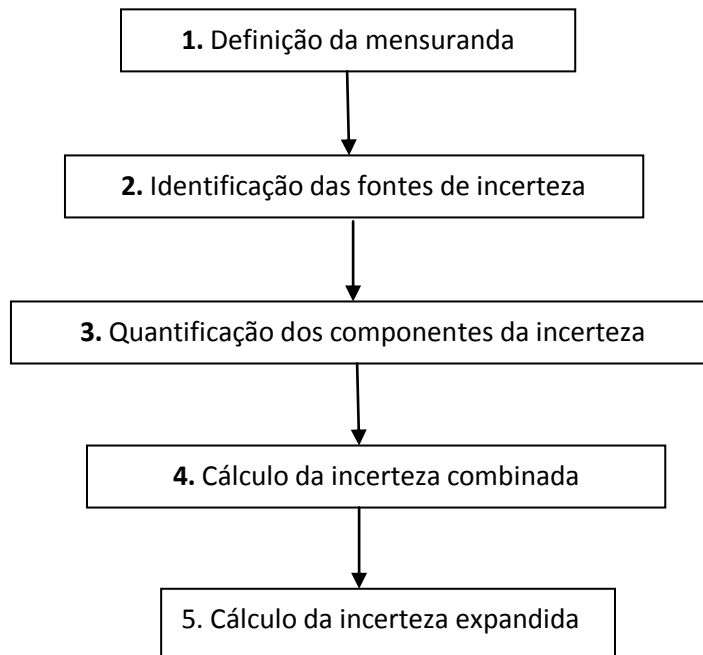 1. Definição da mensuranda
2. Identificação das fontes de incerteza
3. Quantificação dos componentes da incerteza
4. Cálculo da incerteza combinada
5. Cálculo da incerteza expandida